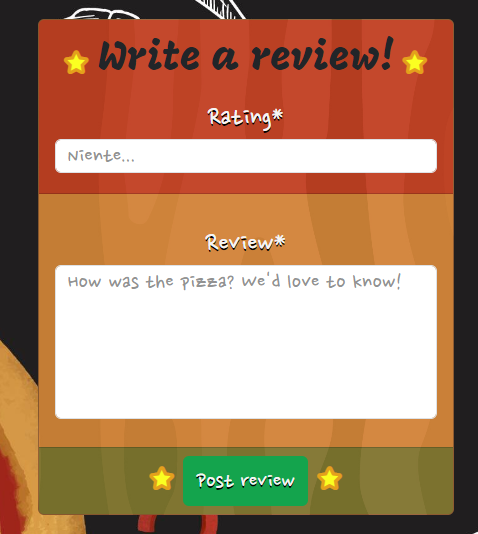 Write a review!
Rating*
Niente...
Review*
How was the pizza? We'd love to know!
Post review